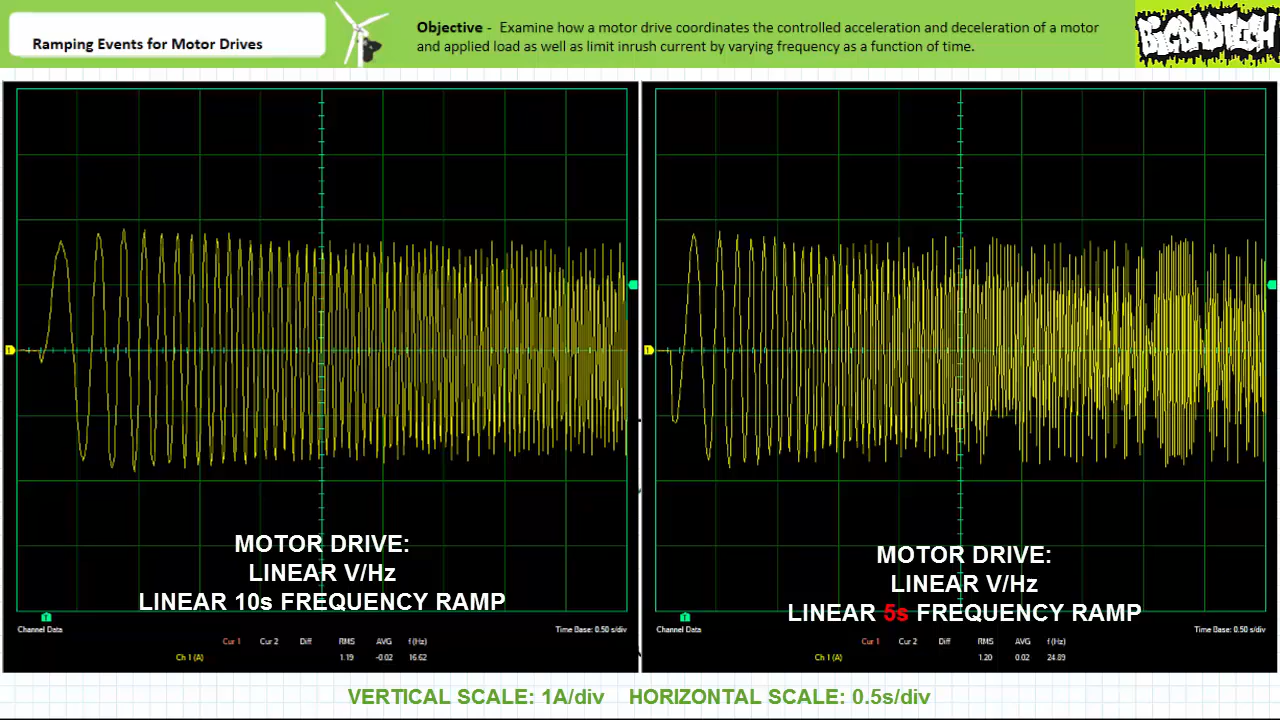 Ramping Events for Motor Drives
Objective - Examine how a motor drive coordinates the controlled acceleration and deceleration of a motor
and applied load as well as limit inrush current by varying frequency as a function of time.
BIGBADTECH
1
MOTOR DRIVE:
LINEAR V/Hz
LINEAR 10s FREQUENCY RAMP
1
Channel Data
Time Base: 0.50 s/div
Cur 1 Cur 2 Diff RMS AVG f (Hz)
Ch 1 (A) 1.19 -0.02 16.62
1
MOTOR DRIVE:
LINEAR V/Hz
LINEAR 5s FREQUENCY RAMP
Channel Data
Time Base: 0.50 s/div
Cur 1 Cur 2 Diff RMS AVG f (Hz)
Ch 1 (A) 1.20 0.02 24.89
VERTICAL SCALE: 1A/div HORIZONTAL SCALE: 0.5s/div